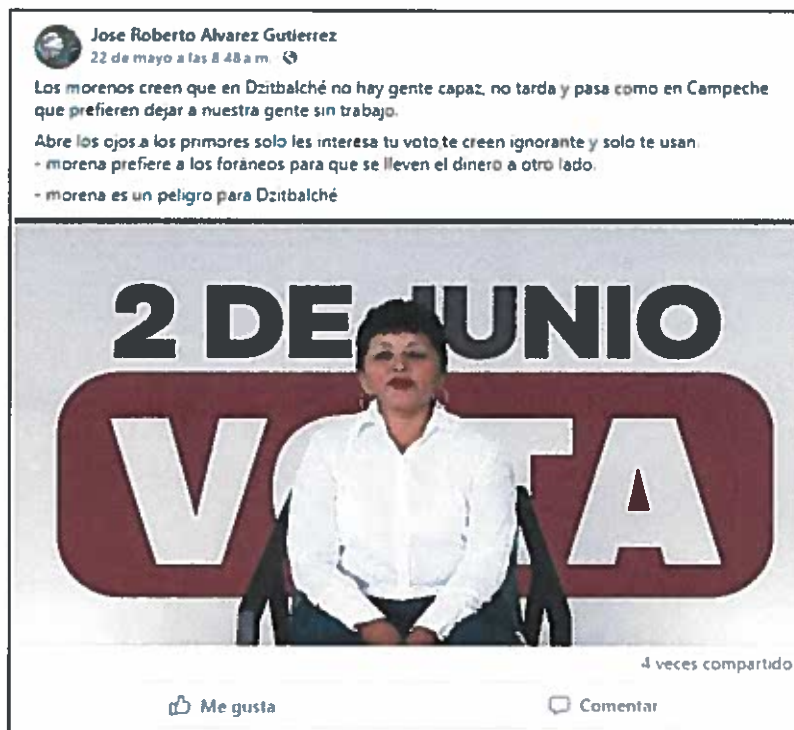 Jose Roberto Alvarez Gutierrez
22 de mayo a las 8:48 a.m.
Los morenos creen que en Dzitbalché no hay gente capaz, no tarda y pasa como en Campeche
que prefieren dejar a nuestra gente sin trabajo.
Abre los ojos a los primores solo les interesa tu voto,te creen ignorante y solo te usan
- morena prefiere a los foráneos para que se lleven el dinero a otro lado.
- morena es un peligro para Dzitbalché
2 DE JUNIO
VOTA
4 veces compartido
Me gusta
Comentar